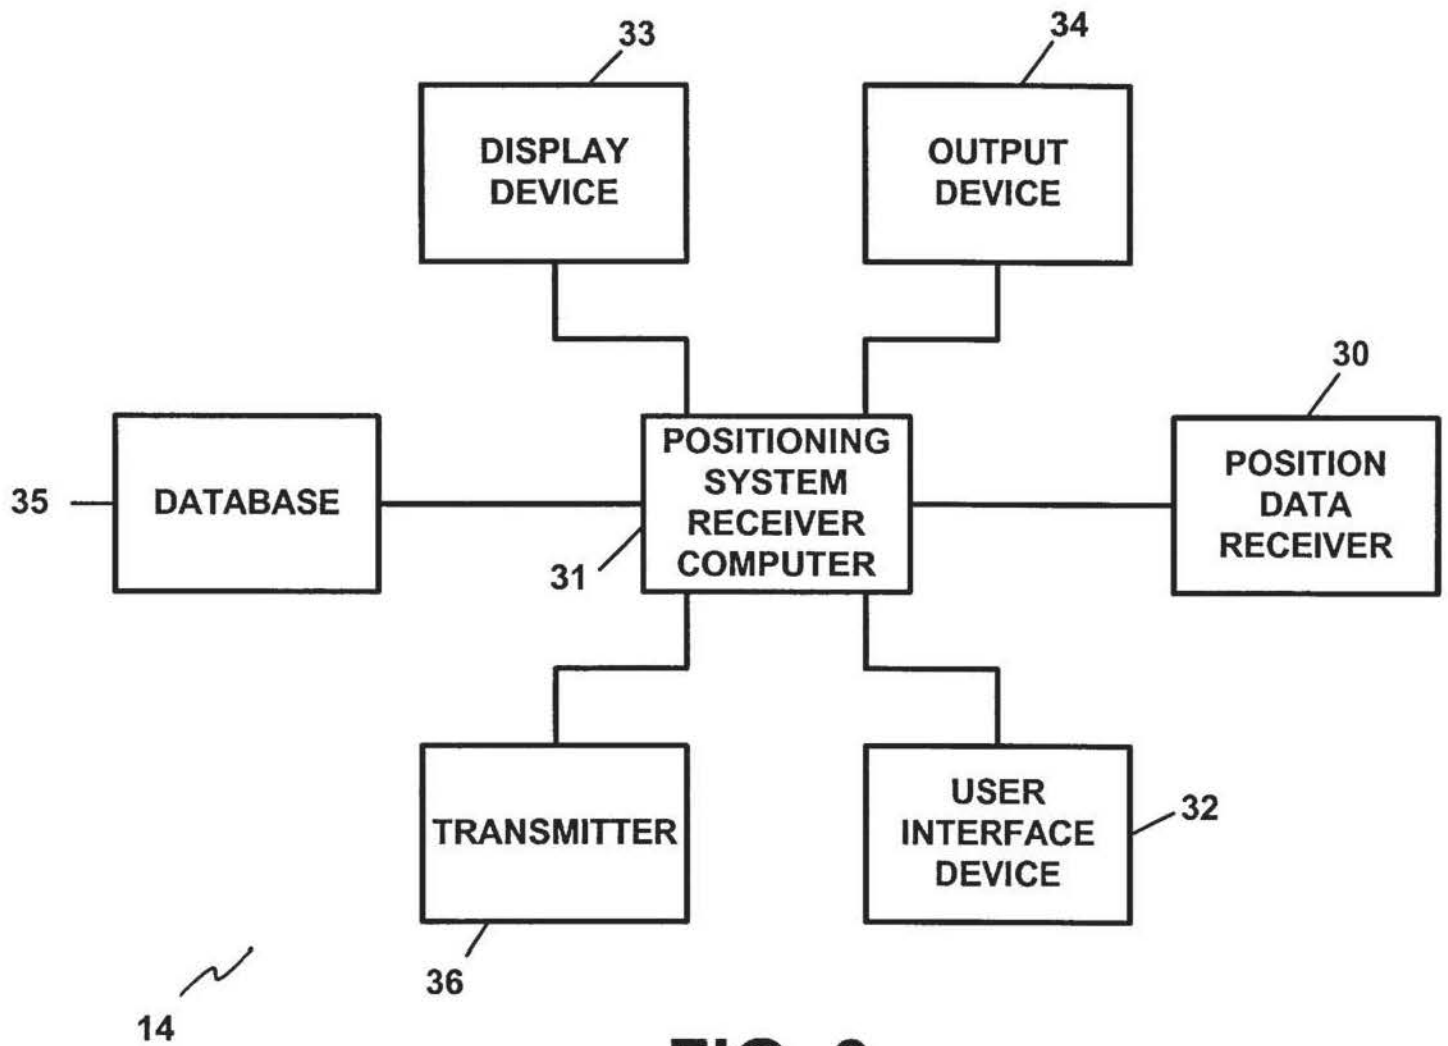 33
34
DISPLAY
DEVICE
OUTPUT
DEVICE
30
35
DATABASE
POSITIONING
SYSTEM
RECEIVER
COMPUTER
31
POSITION
DATA
RECEIVER
TRANSMITTER
36
USER
INTERFACE
DEVICE
32
14